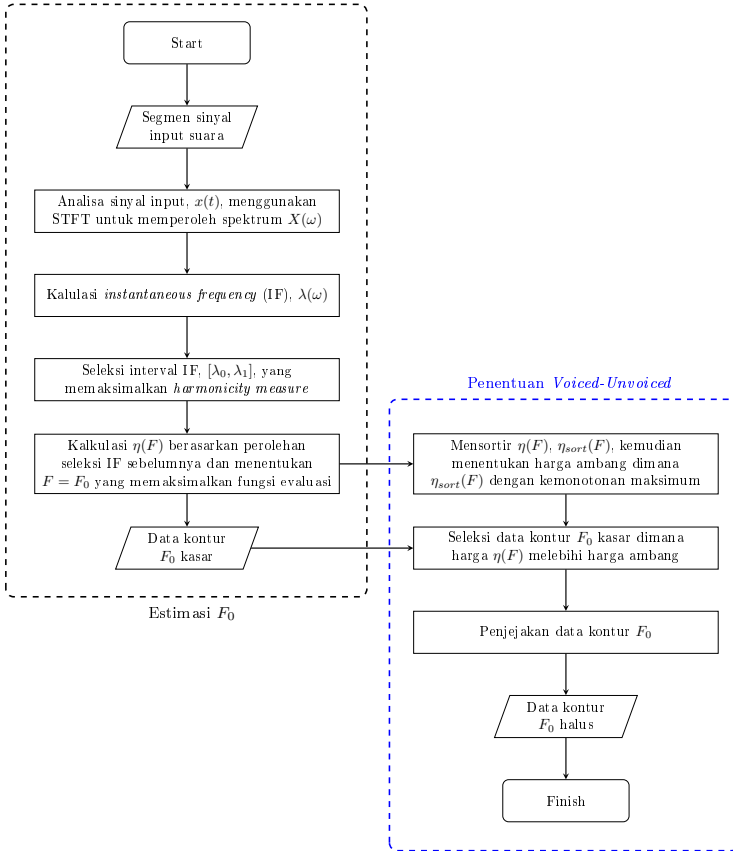 Start
Segmen sinyal
input suara
Analisa sinyal input, x(t), menggunakan
STFT untuk memperoleh spektrum X(ω)
Kalulasi instantaneous frequency (IF), λ(ω)
Seleksi interval IF, [λ₀, λ₁], yang
memaksimalkan harmonicity measure
Kalkulasi η(F) berasarkan perolehan
seleksi IF sebelumnya dan menentukan
F = F₀ yang memaksimalkan fungsi evaluasi
Data kontur
F₀ kasar
Estimasi F₀
Penentuan Voiced-Unvoiced
Mensortir η(F), η_sort(F), kemudian
menentukan harga ambang dimana
η_sort(F) dengan kemonotonan maksimum
Seleksi data kontur F₀ kasar dimana
harga η(F) melebihi harga ambang
Penjejakan data kontur F₀
Data kontur
F₀ halus
Finish